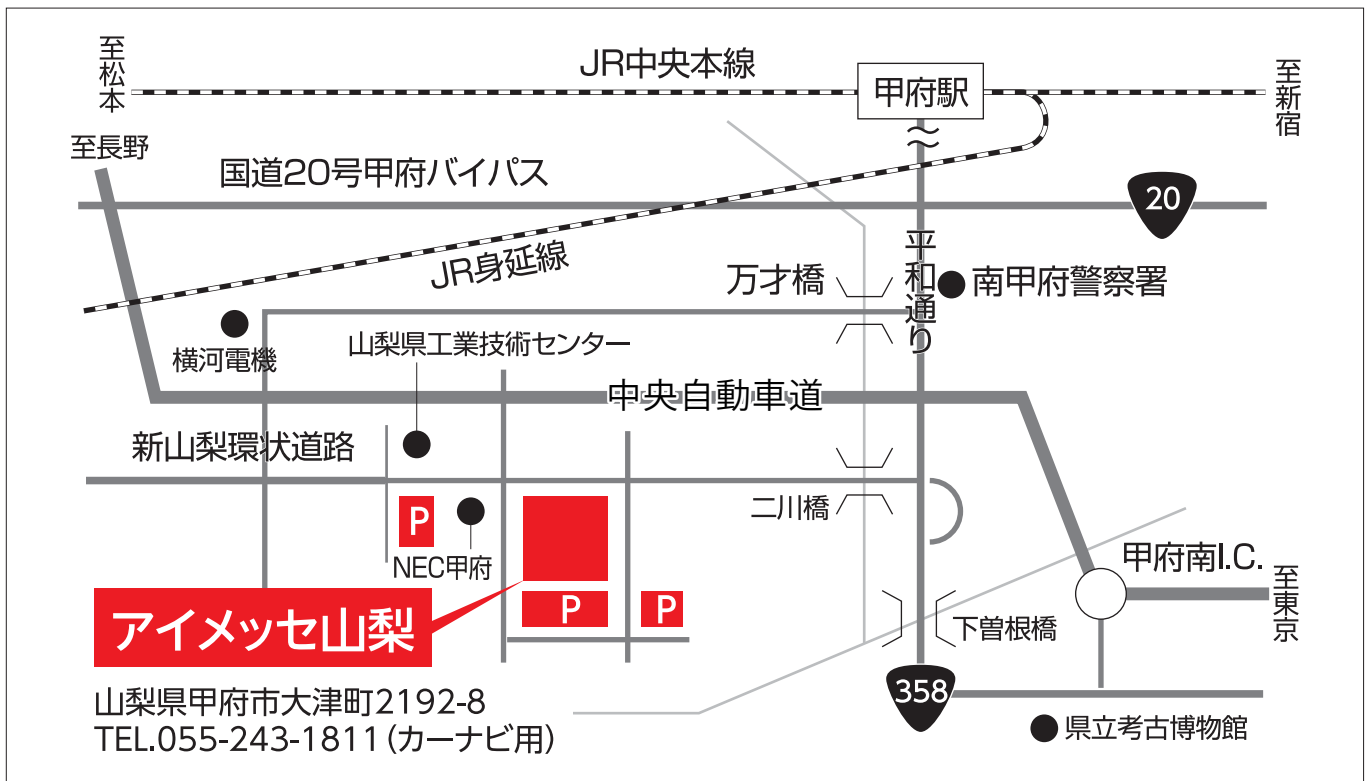 至松本
JR中央本線
甲府駅
至新宿
至長野
国道20号甲府バイパス
20
JR身延線
平和通り
万才橋
南甲府警察署
横河電機
山梨県工業技術センター
中央自動車道
新山梨環状道路
P
NEC甲府
二川橋
甲府南I.C.
至東京
アイメッセ山梨
P
P
下曽根橋
358
山梨県甲府市大津町2192-8
TEL.055-243-1811(カーナビ用)
県立考古博物館